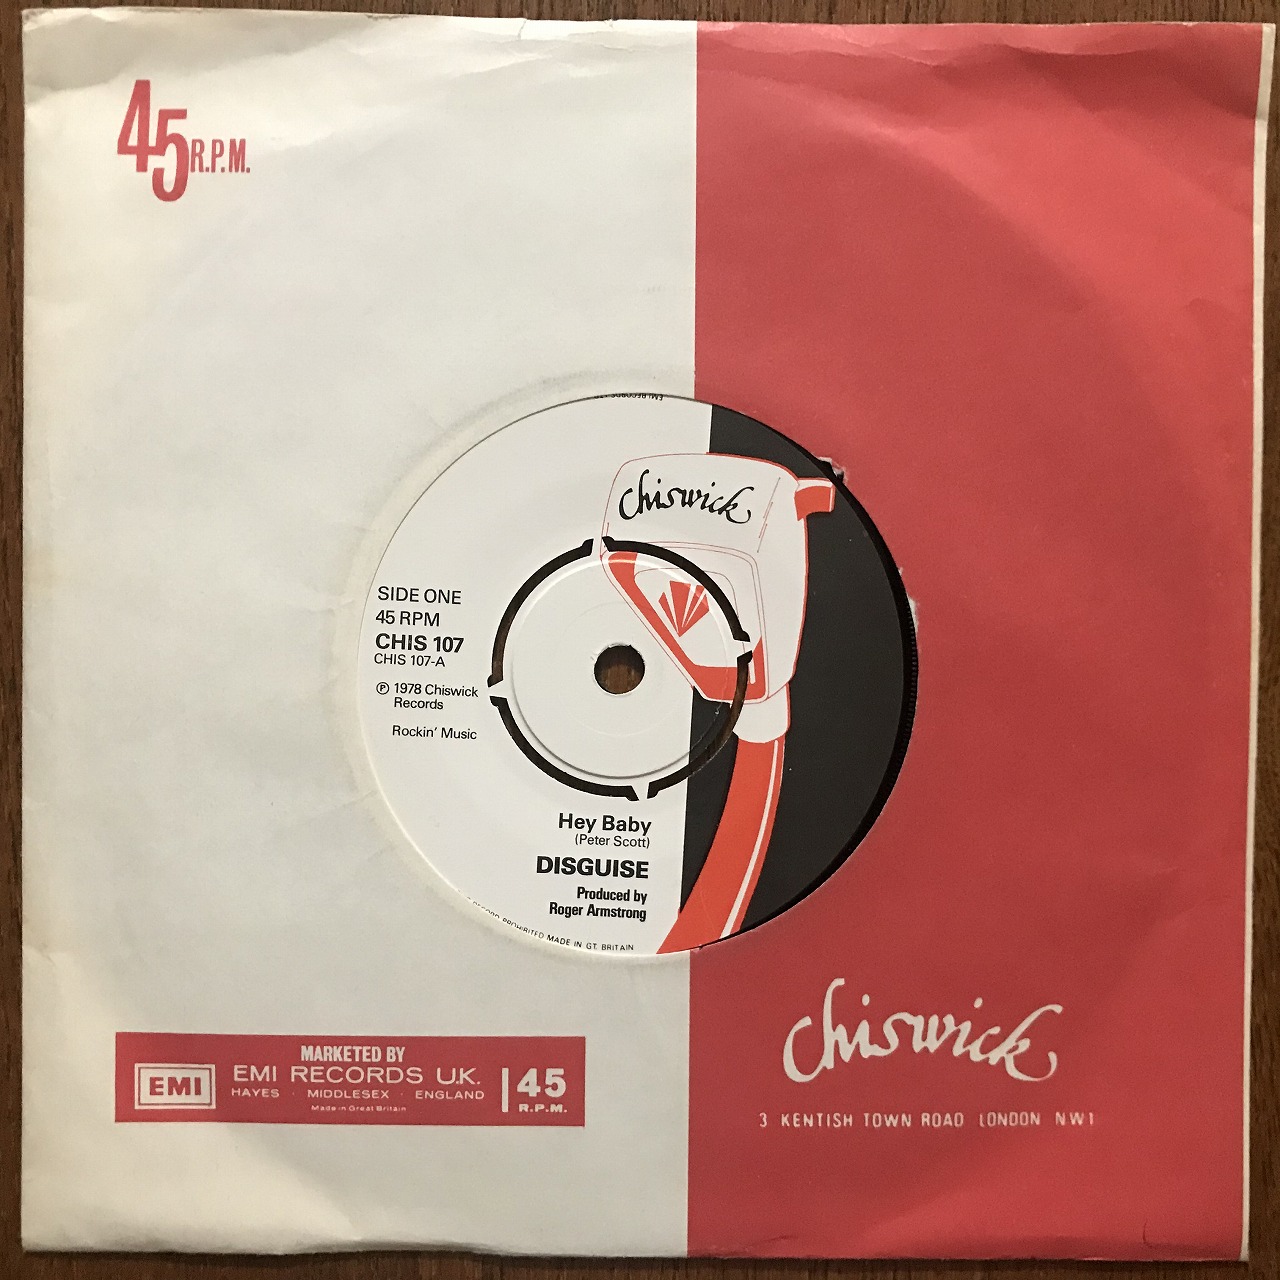 45 R.P.M.
chiswick
SIDE ONE
45 RPM
CHIS 107
CHIS 107-A
℗ 1978 Chiswick
Records
Rockin' Music
Hey Baby
(Peter Scott)
DISGUISE
Produced by
Roger Armstrong
PROHIBITED MADE IN GT. BRITAIN
MARKETED BY
EMI
EMI RECORDS U.K.
HAYES · MIDDLESEX · ENGLAND
Made in Great Britain
45
R.P.M.
chiswick
3 KENTISH TOWN ROAD LONDON NW1